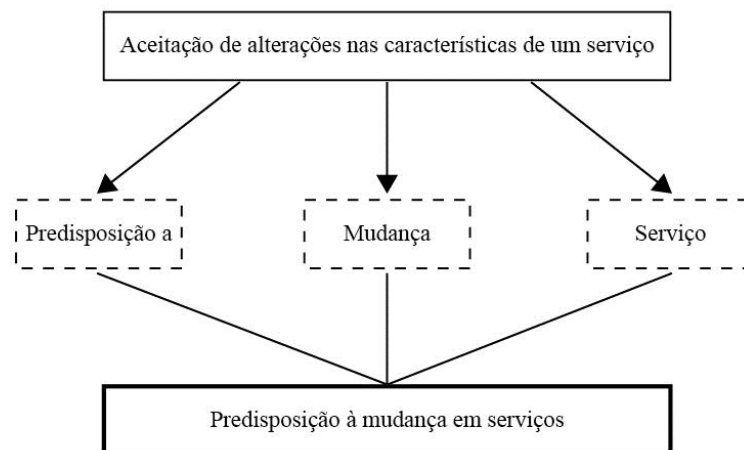 Aceitação de alterações nas características de um serviço
Predisposição a
Mudança
Serviço
Predisposição à mudança em serviços